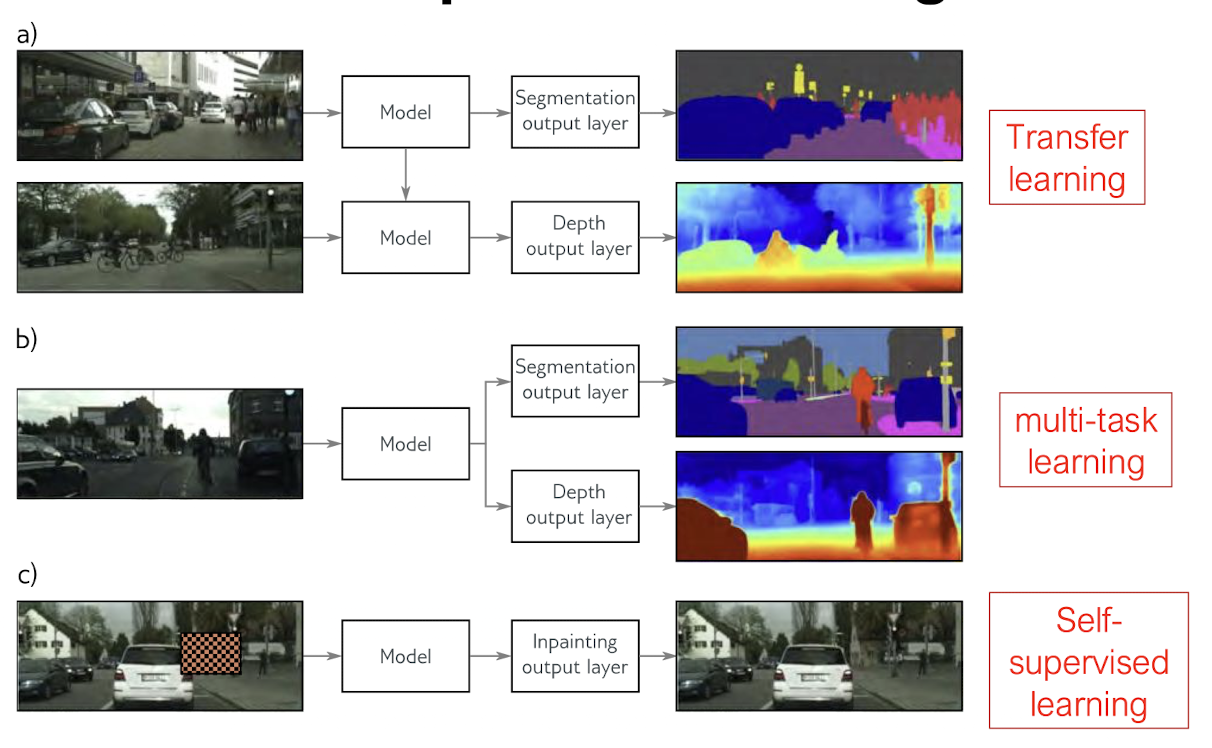 a)
Model
Segmentation
output layer
Transfer
learning
Model
Depth
output layer
b)
Model
Segmentation
output layer
Depth
output layer
multi-task
learning
c)
Model
Inpainting
output layer
Self-
supervised
learning